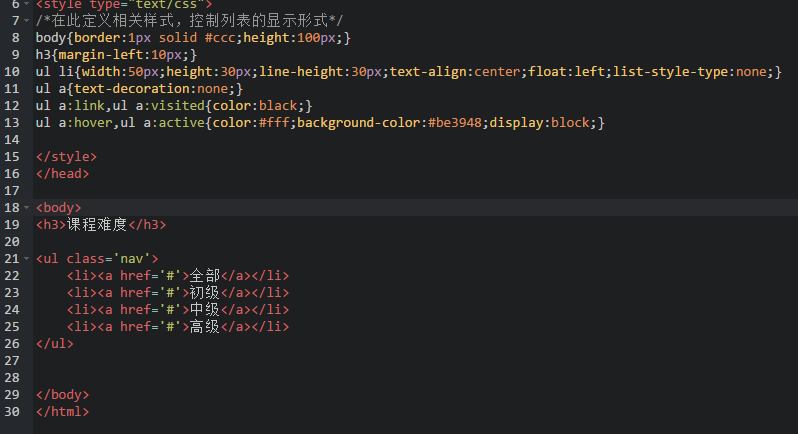 6 <style type="text/css">
7 /*在此定义相关样式，控制列表的显示形式*/
8 body{border:1px solid #ccc;height:100px;}
9 h3{margin-left:10px;}
10 ul li{width:50px;height:30px;line-height:30px;text-align:center;float:left;list-style-type:none;}
11 ul a{text-decoration:none;}
12 ul a:link,ul a:visited{color:black;}
13 ul a:hover,ul a:active{color:#fff;background-color:#be3948;display:block;}
14
15 </style>
16 </head>
17
18 <body>
19 <h3>课程难度</h3>
20
21 <ul class='nav'>
22 <li><a href='#'>全部</a></li>
23 <li><a href='#'>初级</a></li>
24 <li><a href='#'>中级</a></li>
25 <li><a href='#'>高级</a></li>
26 </ul>
27
28
29 </body>
30 </html>